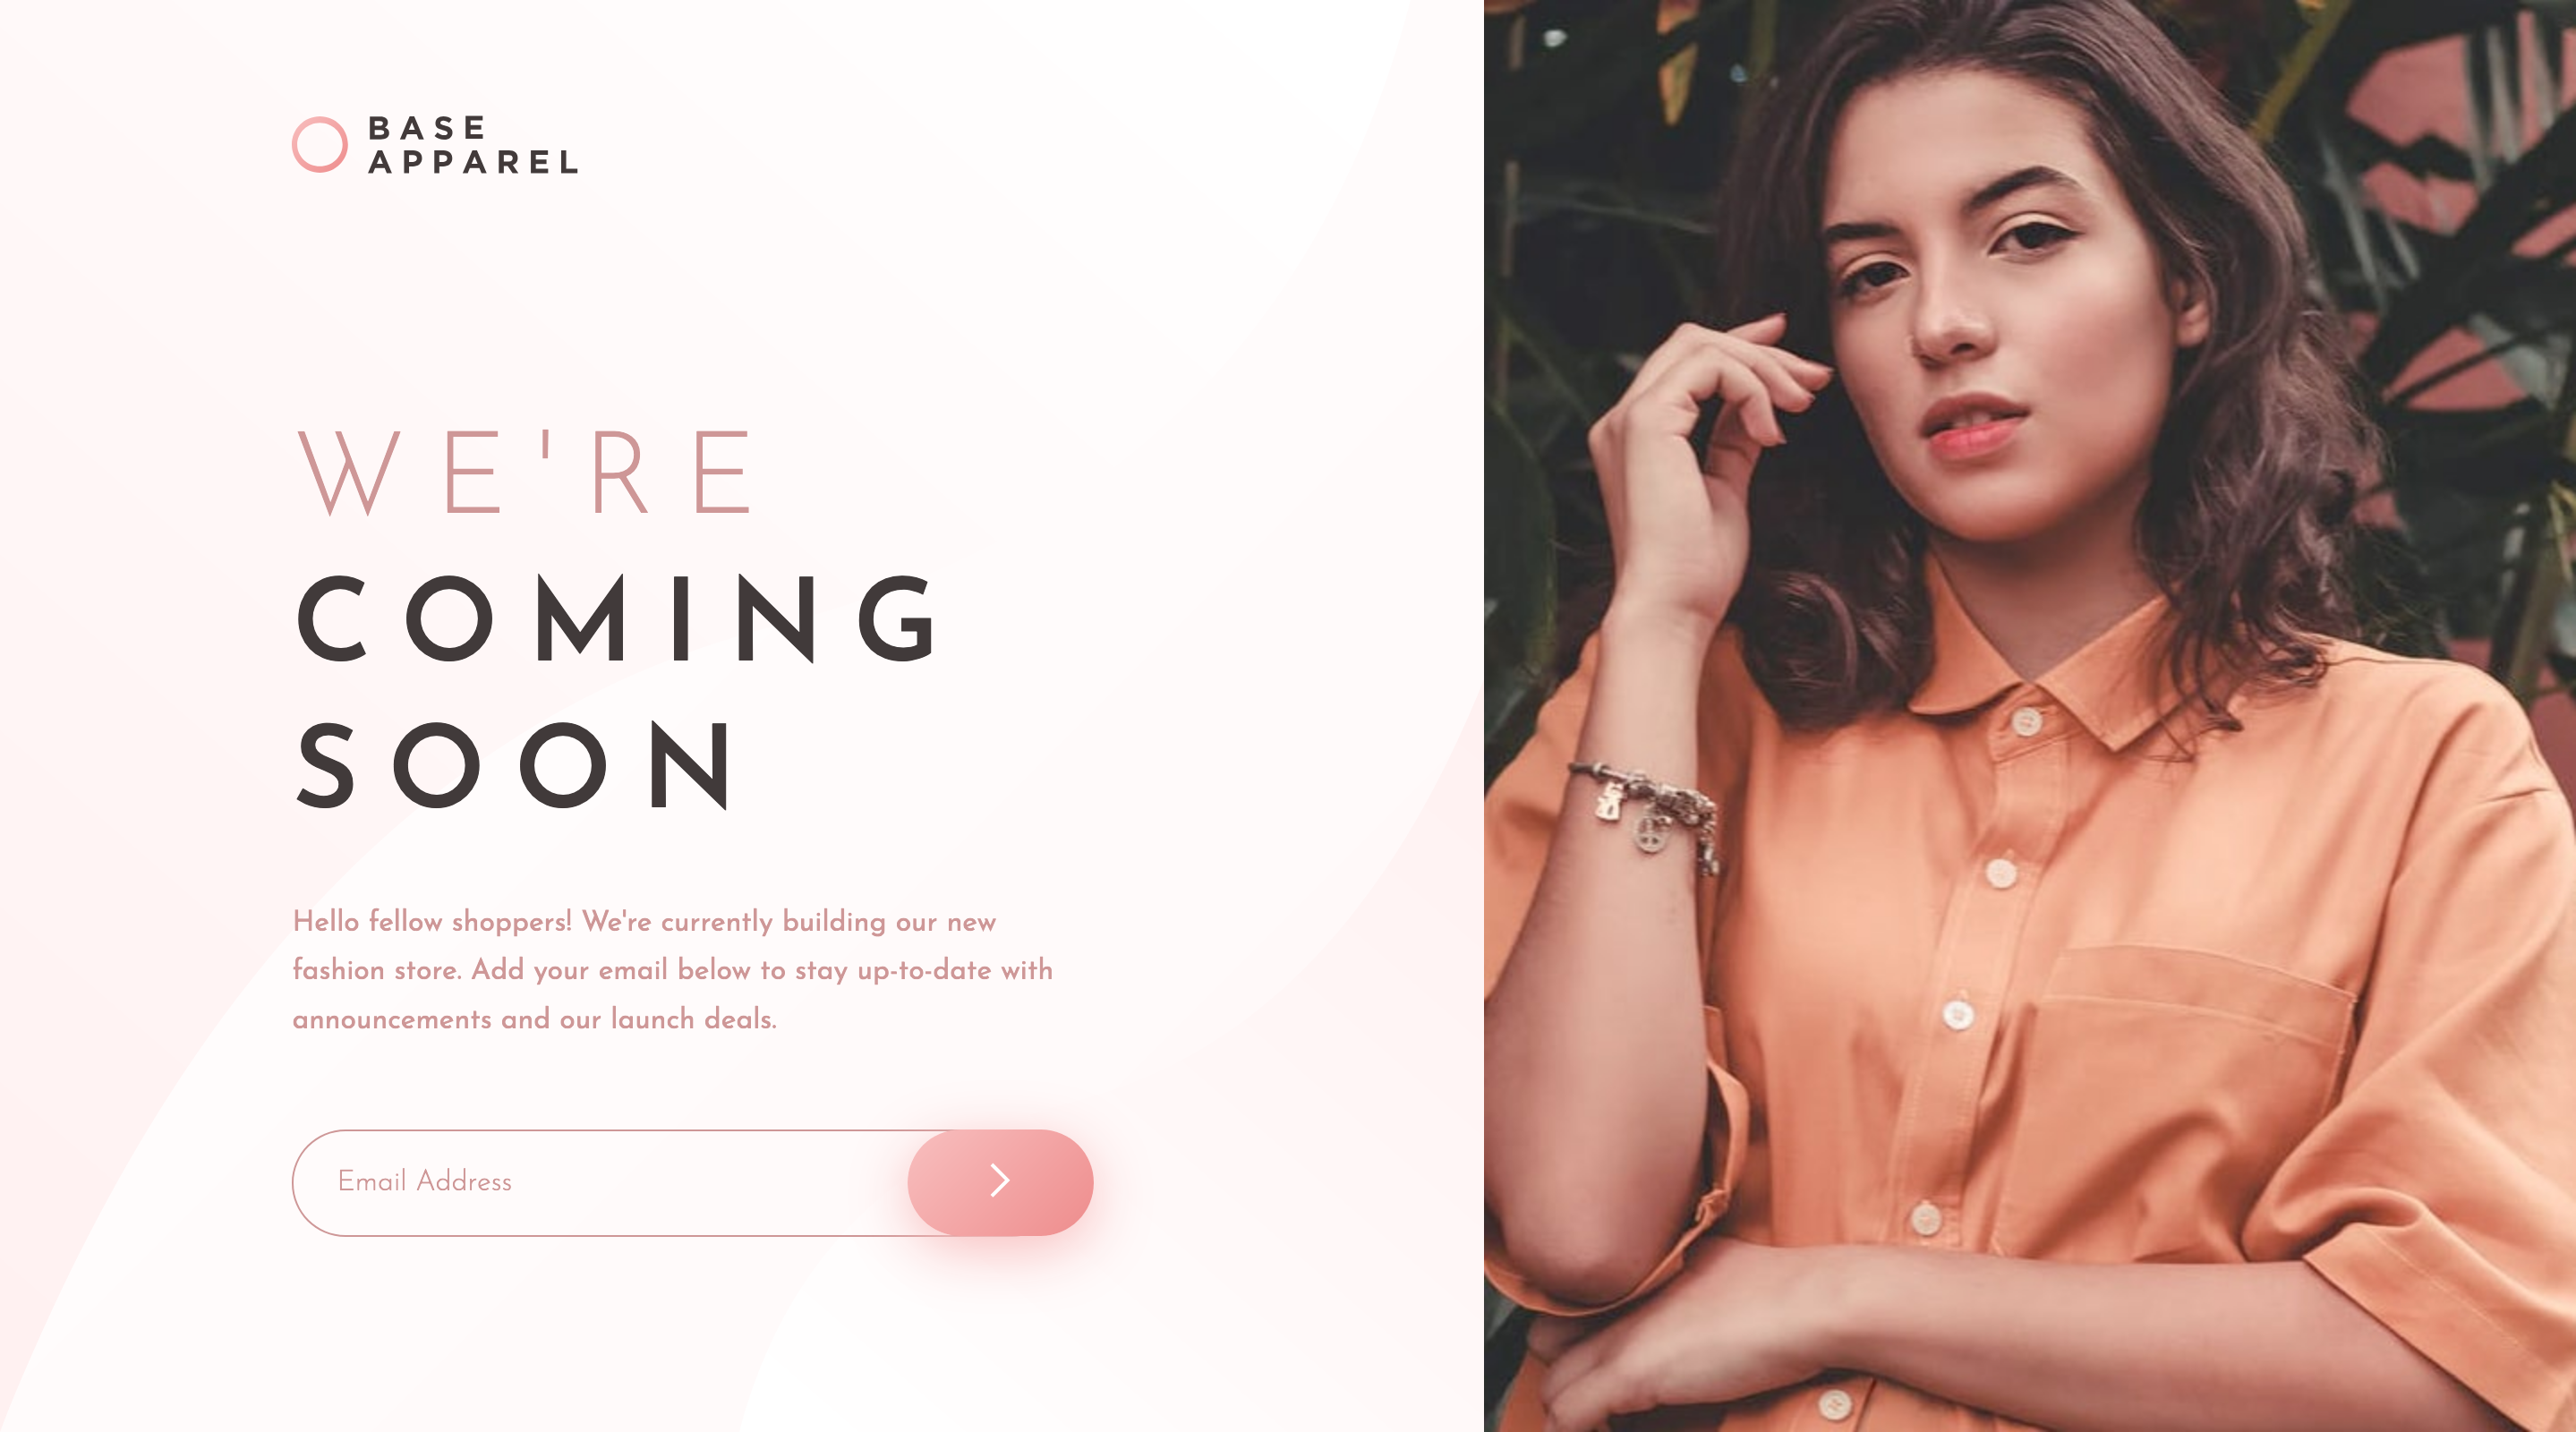 BASE
APPAREL
WE'RE
COMING
SOON
Hello fellow shoppers! We're currently building our new
fashion store. Add your email below to stay up-to-date with
announcements and our launch deals.
Email Address